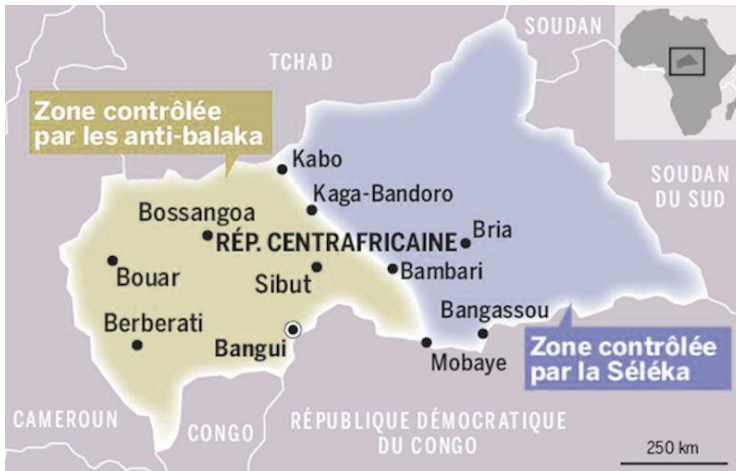 SOUDAN
TCHAD
Zone contrôlée
par les anti-balaka
Kabo
SOUDAN
DU SUD
Kaga-Bandoro
Bossangoa
RÉP. CENTRAFRICAINE
Bria
Bouar
Sibut
Bambari
Bangassou
Berberati
Bangui
Mobaye
Zone contrôlée
par la Séléka
CAMEROUN
CONGO
RÉPUBLIQUE DÉMOCRATIQUE
DU CONGO
250 km